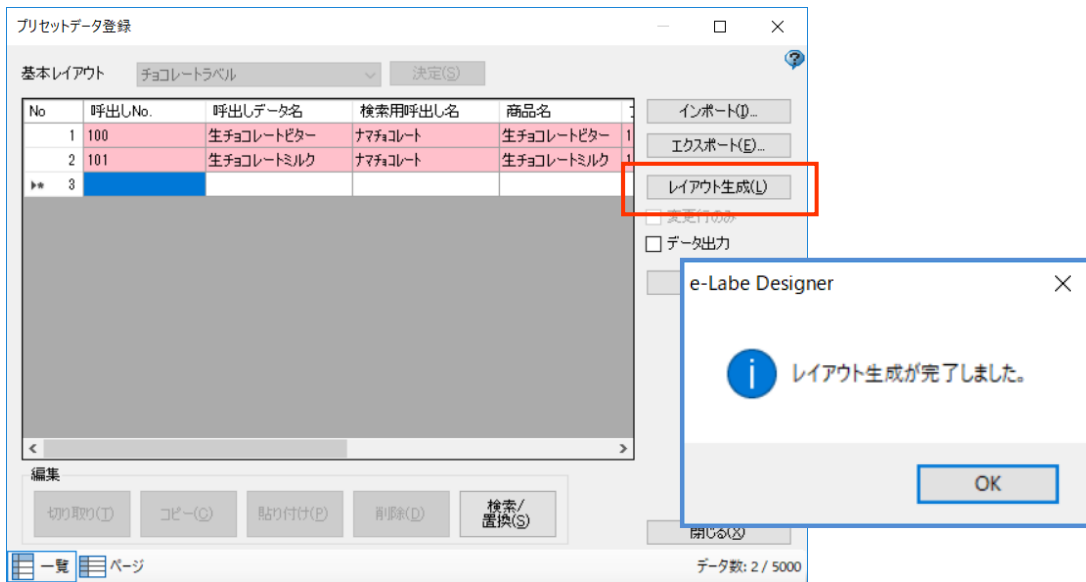 プリセットデータ登録
基本レイアウト チョコレートラベル 決定(S)
No 呼出しNo. 呼出しデータ名 検索用呼出し名 商品名
1 100 生チョコレートビター ナマチョコレート 生チョコレートビター 1
2 101 生チョコレートミルク ナマチョコレート 生チョコレートミルク 1
3
インポート(I)...
エクスポート(E)...
レイアウト生成(L)
変更行のみ
データ出力
e-Labe Designer
レイアウト生成が完了しました。
OK
編集
切り取り(T) コピー(C) 貼り付け(P) 削除(D) 検索/
置換(S)
閉じる(X)
一覧 ページ データ数: 2 / 5000